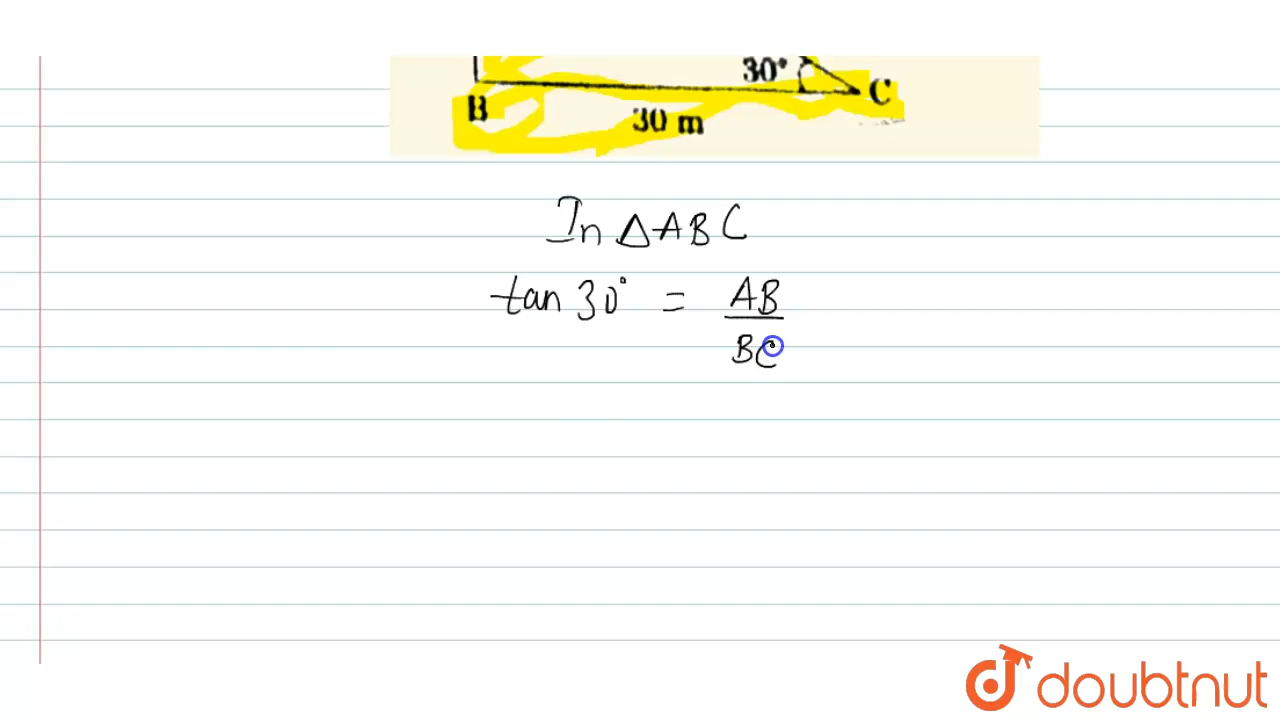 30°
B
C
30 m
In △ABC
tan 30° = AB
BC
doubtnut